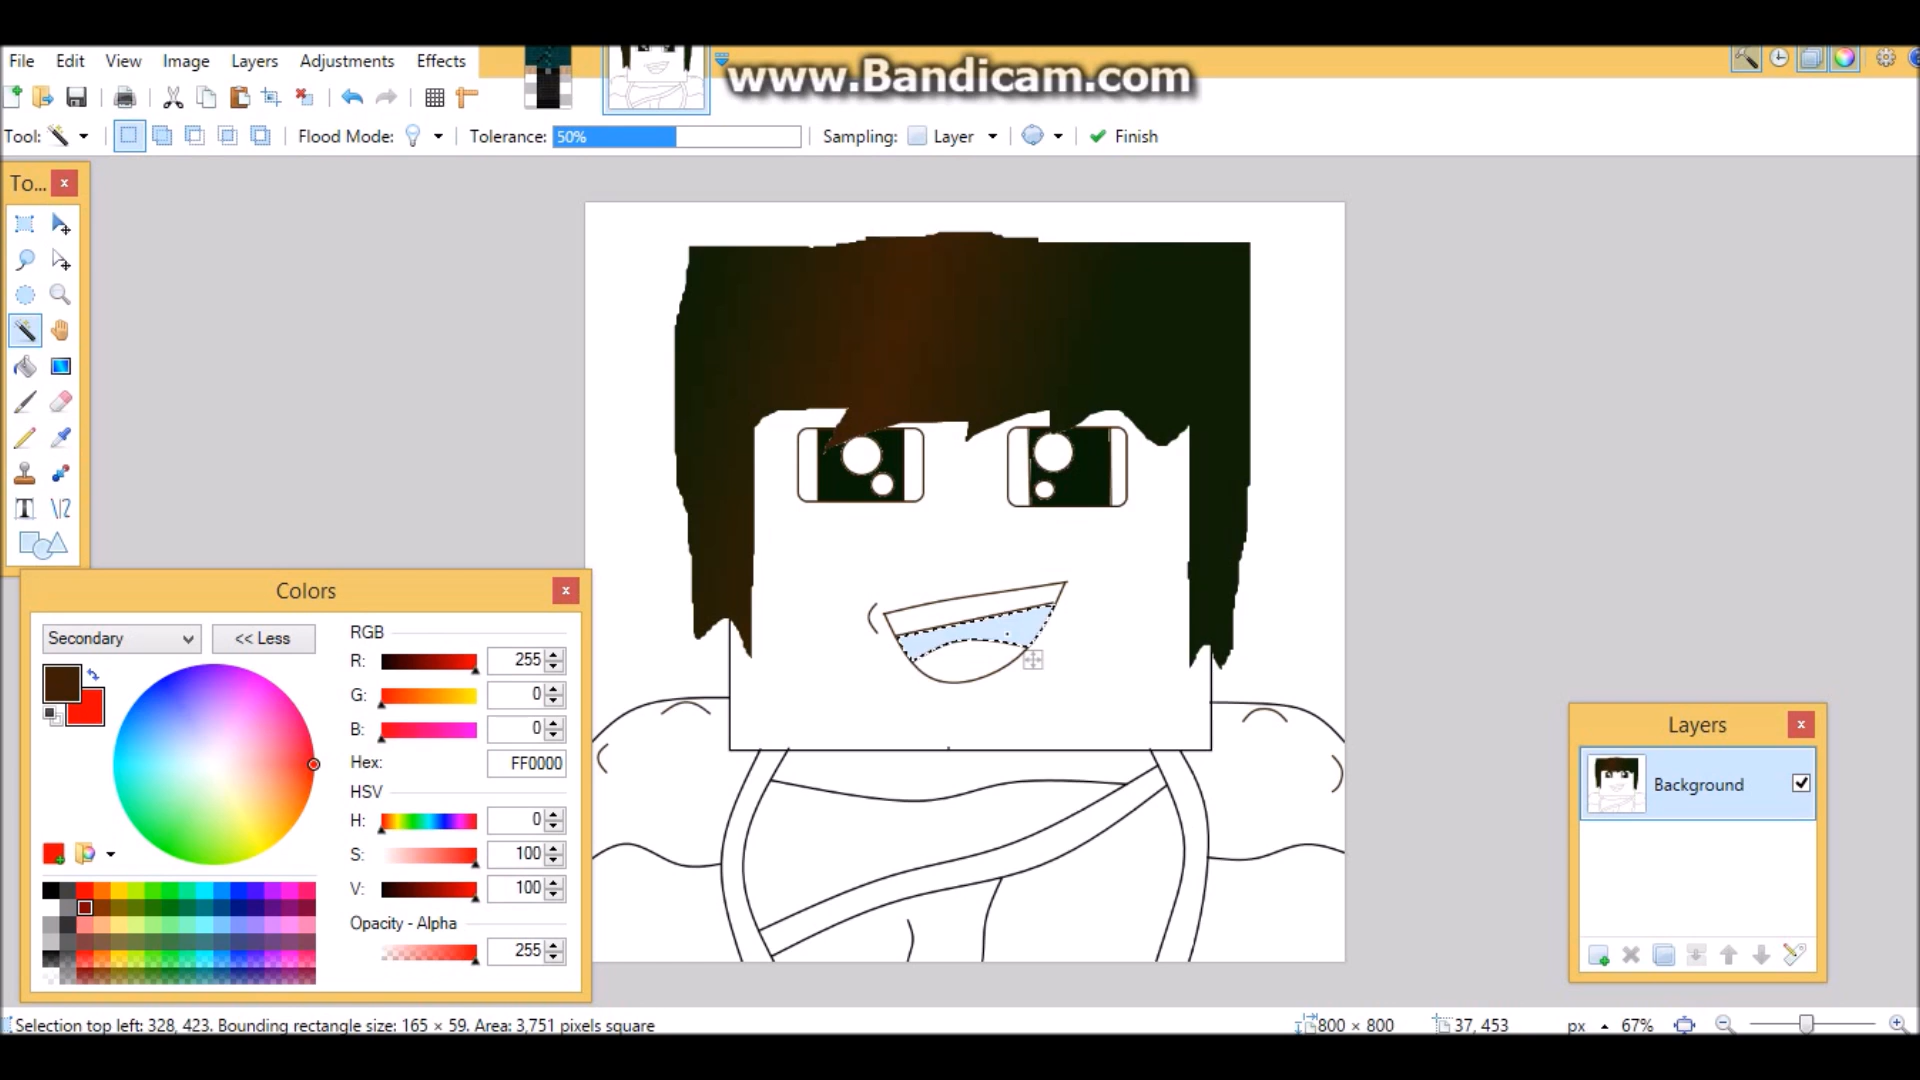 File Edit View Image Layers Adjustments Effects
www.Bandicam.com
Tool: Flood Mode: Tolerance: 50% Sampling: Layer Finish
To...
Colors
Secondary
<< Less
RGB
R: 255
G: 0
B: 0
Hex: FF0000
HSV
H: 0
S: 100
V: 100
Opacity - Alpha
255
Layers
Background
Selection top left: 328, 423. Bounding rectangle size: 165 × 59. Area: 3,751 pixels square
800 × 800
37, 453
px
67%